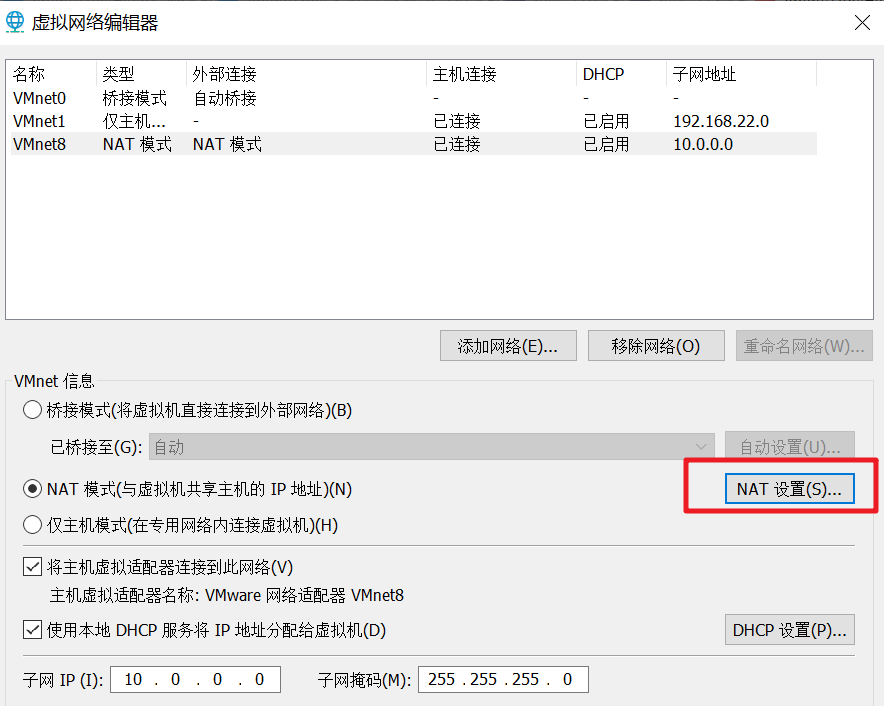 虚拟网络编辑器
名称 类型 外部连接 主机连接 DHCP 子网地址
VMnet0 桥接模式 自动桥接 - - -
VMnet1 仅主机... - 已连接 已启用 192.168.22.0
VMnet8 NAT 模式 NAT 模式 已连接 已启用 10.0.0.0
添加网络(E)... 移除网络(O) 重命名网络(W)...
VMnet 信息
桥接模式(将虚拟机直接连接到外部网络)(B)
已桥接至(G): 自动 自动设置(U)...
NAT 模式(与虚拟机共享主机的 IP 地址)(N) NAT 设置(S)...
仅主机模式(在专用网络内连接虚拟机)(H)
将主机虚拟适配器连接到此网络(V)
主机虚拟适配器名称: VMware 网络适配器 VMnet8
使用本地 DHCP 服务将 IP 地址分配给虚拟机(D) DHCP 设置(P)...
子网 IP (I): 10 . 0 . 0 . 0 子网掩码(M): 255 . 255 . 255 . 0